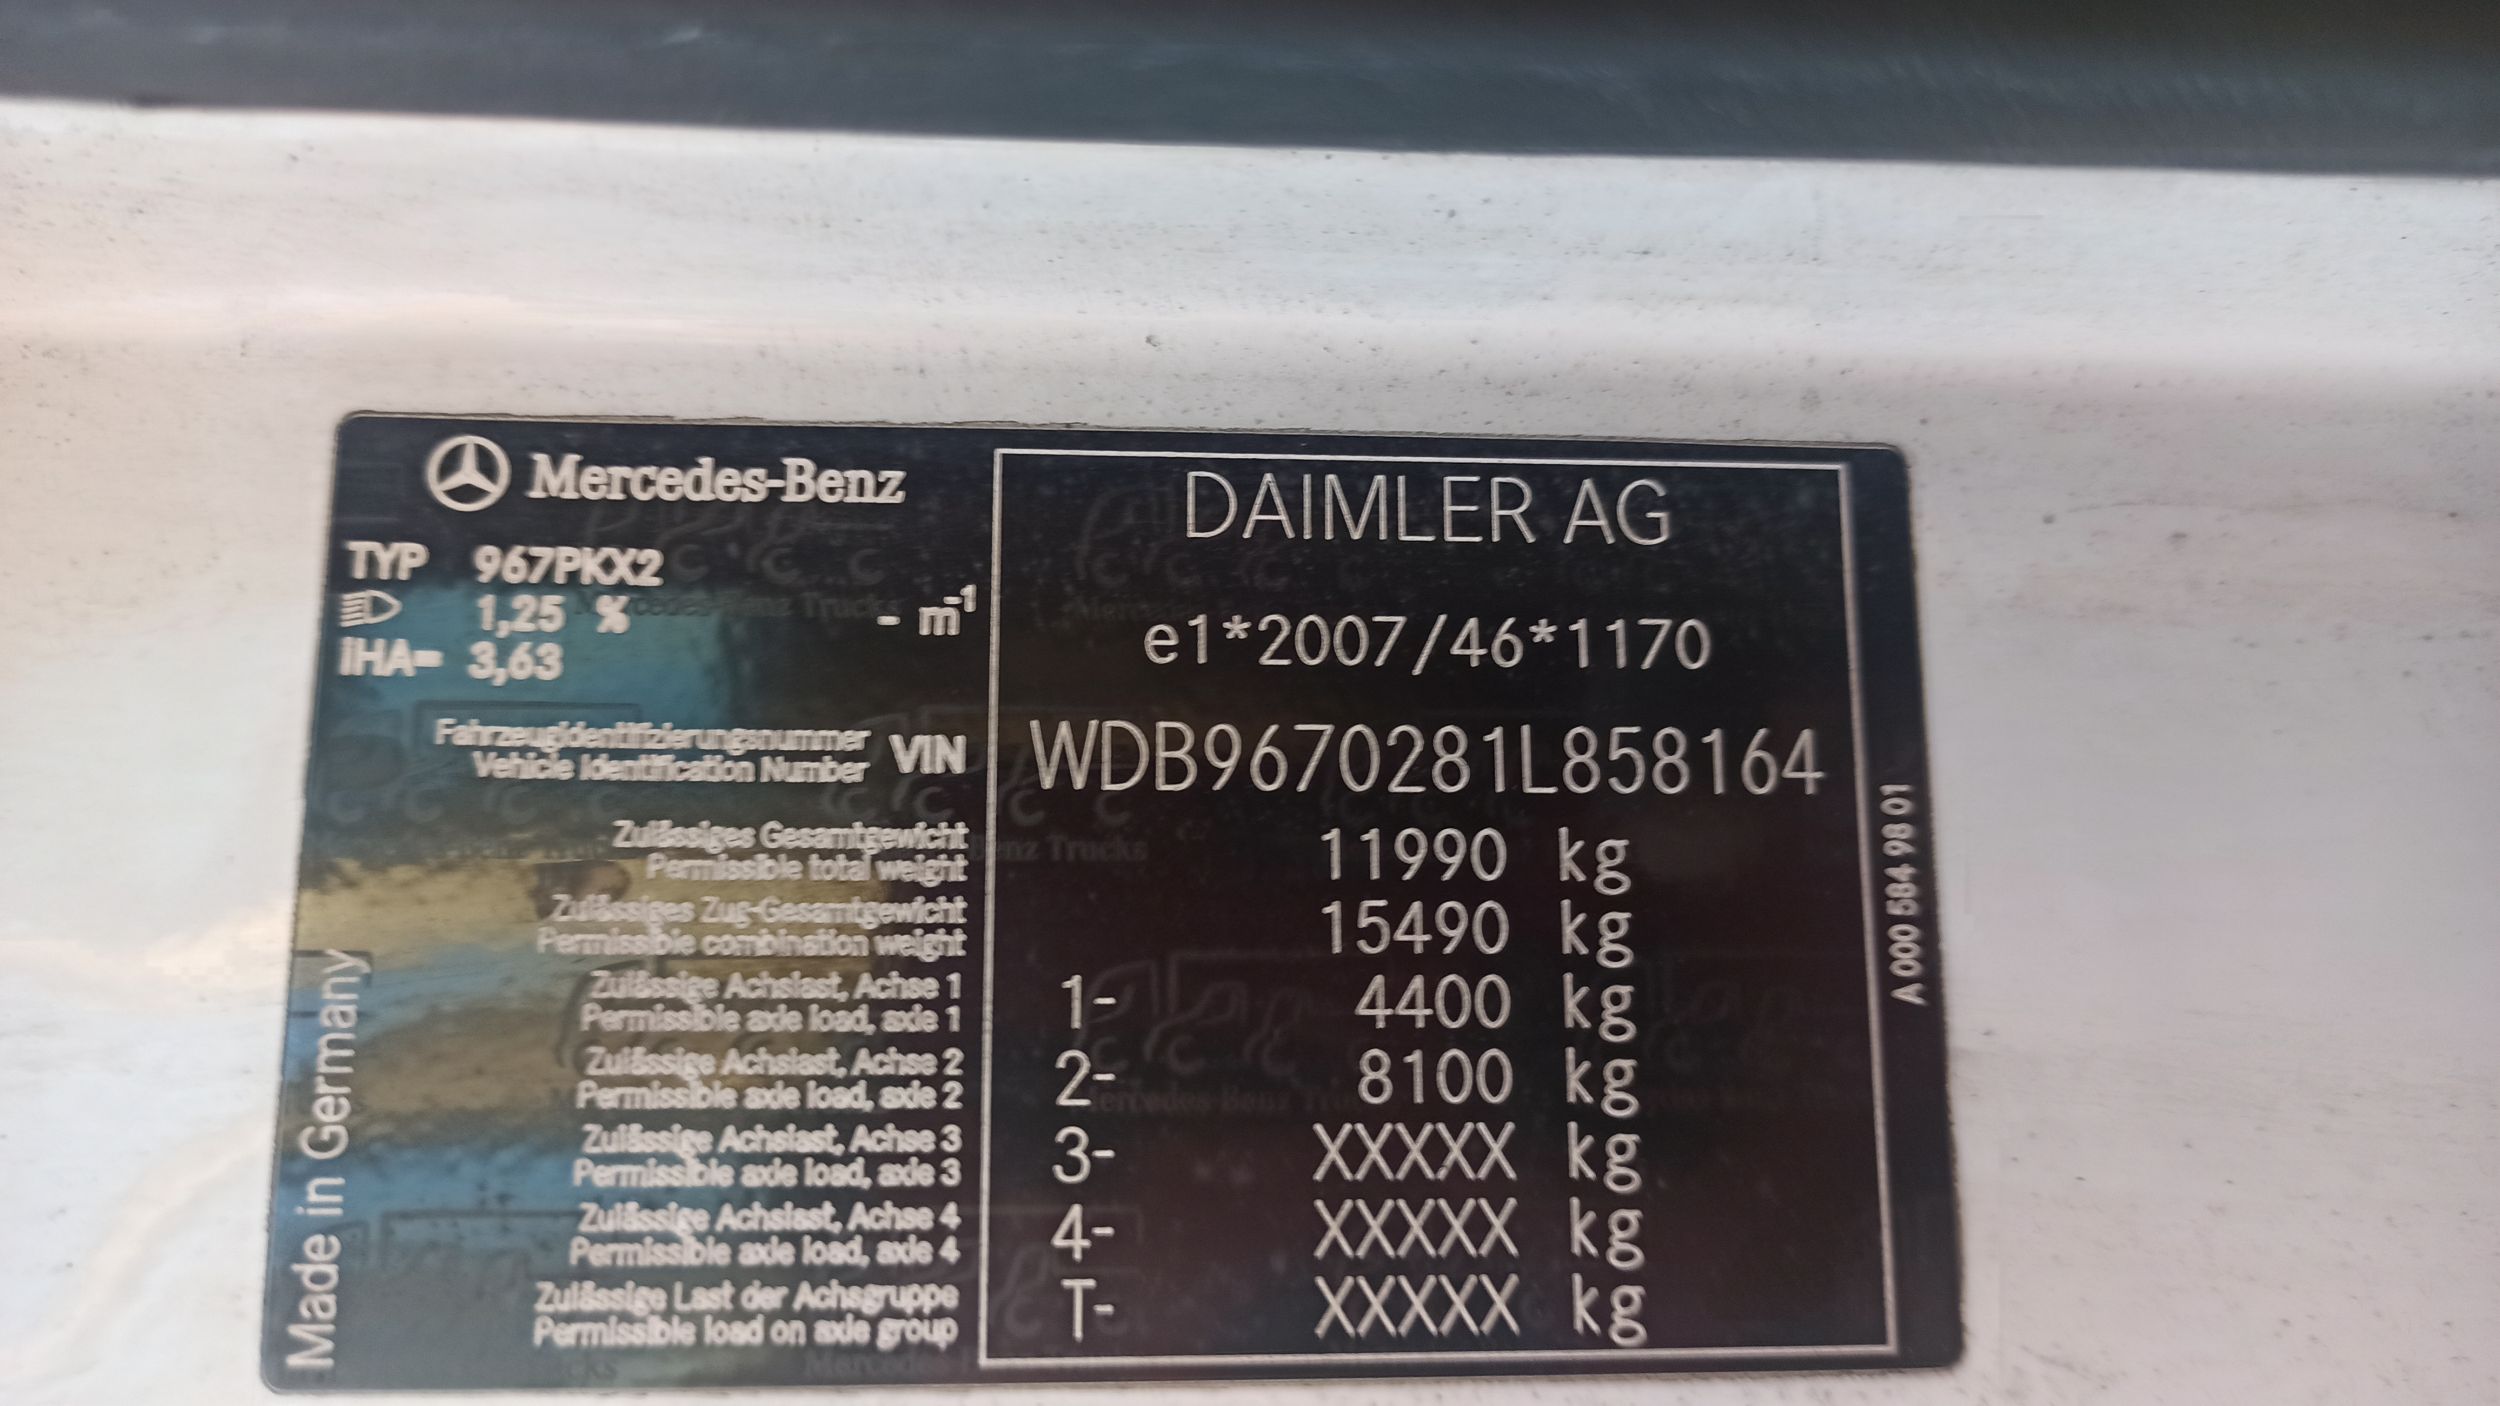 Mercedes-Benz
TYP 967PKX2
1,25 % - m-1
iHA= 3,63
DAIMLER AG
e1*2007/46*1170
Fahrzeugidentifizierungsnummer
Vehicle Identification Number
VIN WDB9670281L858164
Zulässiges Gesamtgewicht
Permissible total weight
11990 kg
Zulässiges Zug-Gesamtgewicht
Permissible combination weight
15490 kg
Zulässige Achslast, Achse 1
Permissible axle load, axle 1
1- 4400 kg
Zulässige Achslast, Achse 2
Permissible axle load, axle 2
2- 8100 kg
Zulässige Achslast, Achse 3
Permissible axle load, axle 3
3- XXXXX kg
Zulässige Achslast, Achse 4
Permissible axle load, axle 4
4- XXXXX kg
Zulässige Last der Achsgruppe
Permissible load on axle group
T- XXXXX kg
Made in Germany
A 000 584 98 01